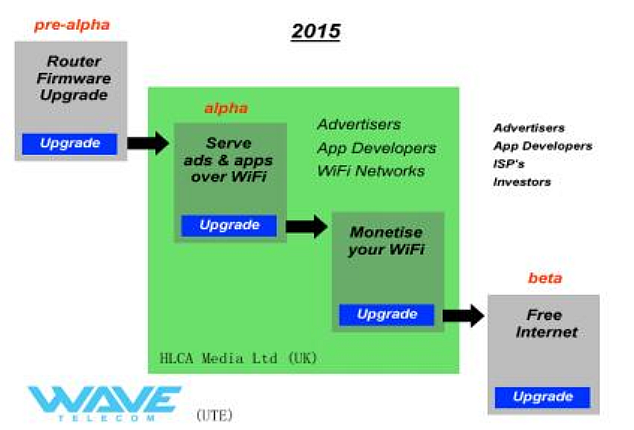 pre-alpha
2015
Router
Firmware
Upgrade
Upgrade
alpha
Serve
ads & apps
over WiFi
Upgrade
Advertisers
App Developers
WiFi Networks
Advertisers
App Developers
ISP's
Investors
Monetise
your WiFi
Upgrade
beta
Free
Internet
Upgrade
HLCA Media Ltd (UK)
WAVE
TELECOM
(UTE)